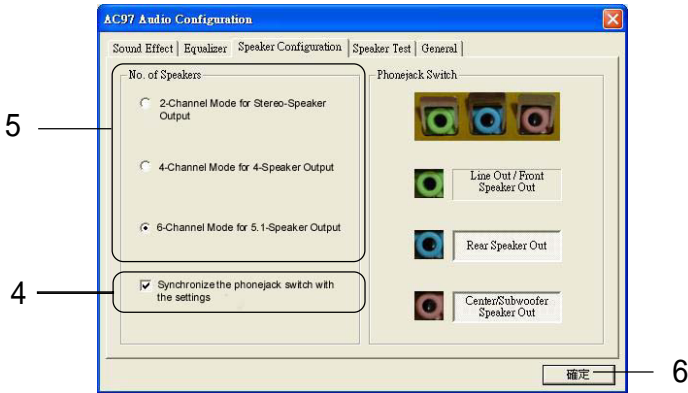 AC97 Audio Configuration
Sound Effect Equalizer Speaker Configuration Speaker Test General
No. of Speakers
2-Channel Mode for Stereo-Speaker
Output
4-Channel Mode for 4-Speaker Output
6-Channel Mode for 5.1-Speaker Output
5
Synchronize the phonejack switch with
the settings
4
Phonejack Switch
Line Out / Front
Speaker Out
Rear Speaker Out
Center/Subwoofer
Speaker Out
確定
6